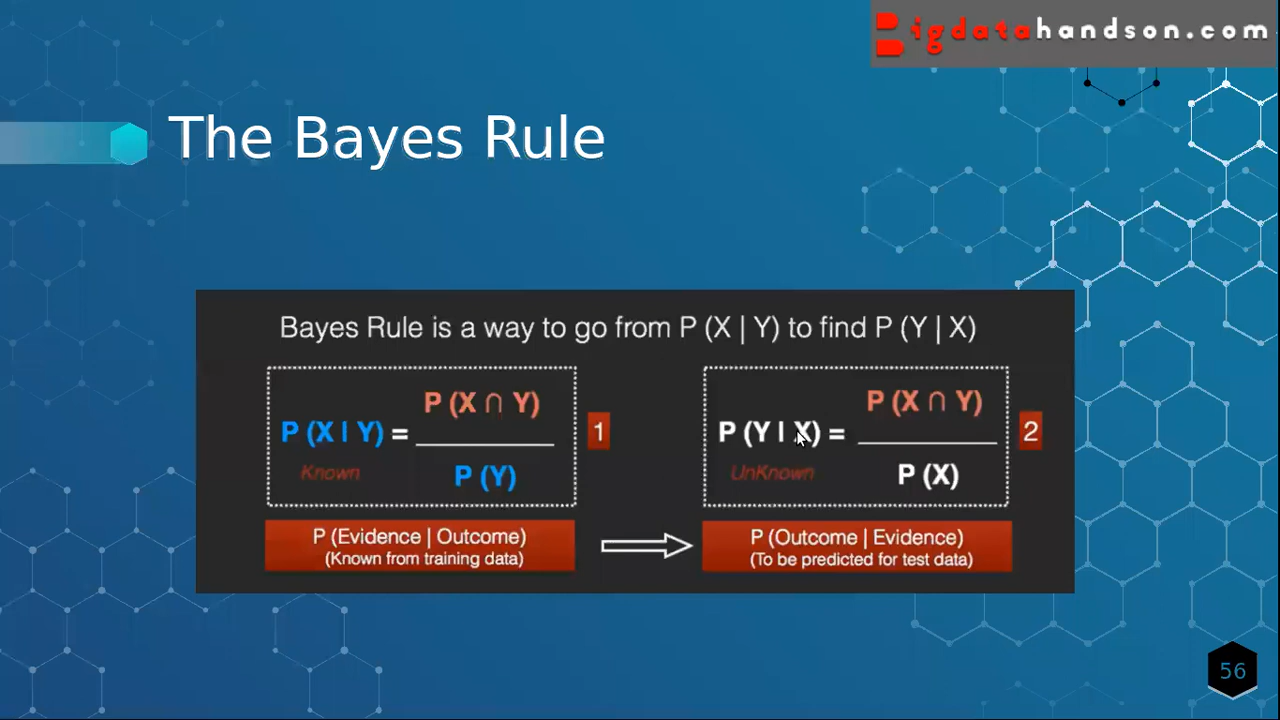 Bigdatahandson.com
The Bayes Rule
Bayes Rule is a way to go from P (X | Y) to find P (Y | X)
P (X | Y) = P (X ∩ Y)
P (Y)
Known
1
P (Evidence | Outcome)
(Known from training data)
P (Y | X) = P (X ∩ Y)
P (X)
UnKnown
2
P (Outcome | Evidence)
(To be predicted for test data)
56